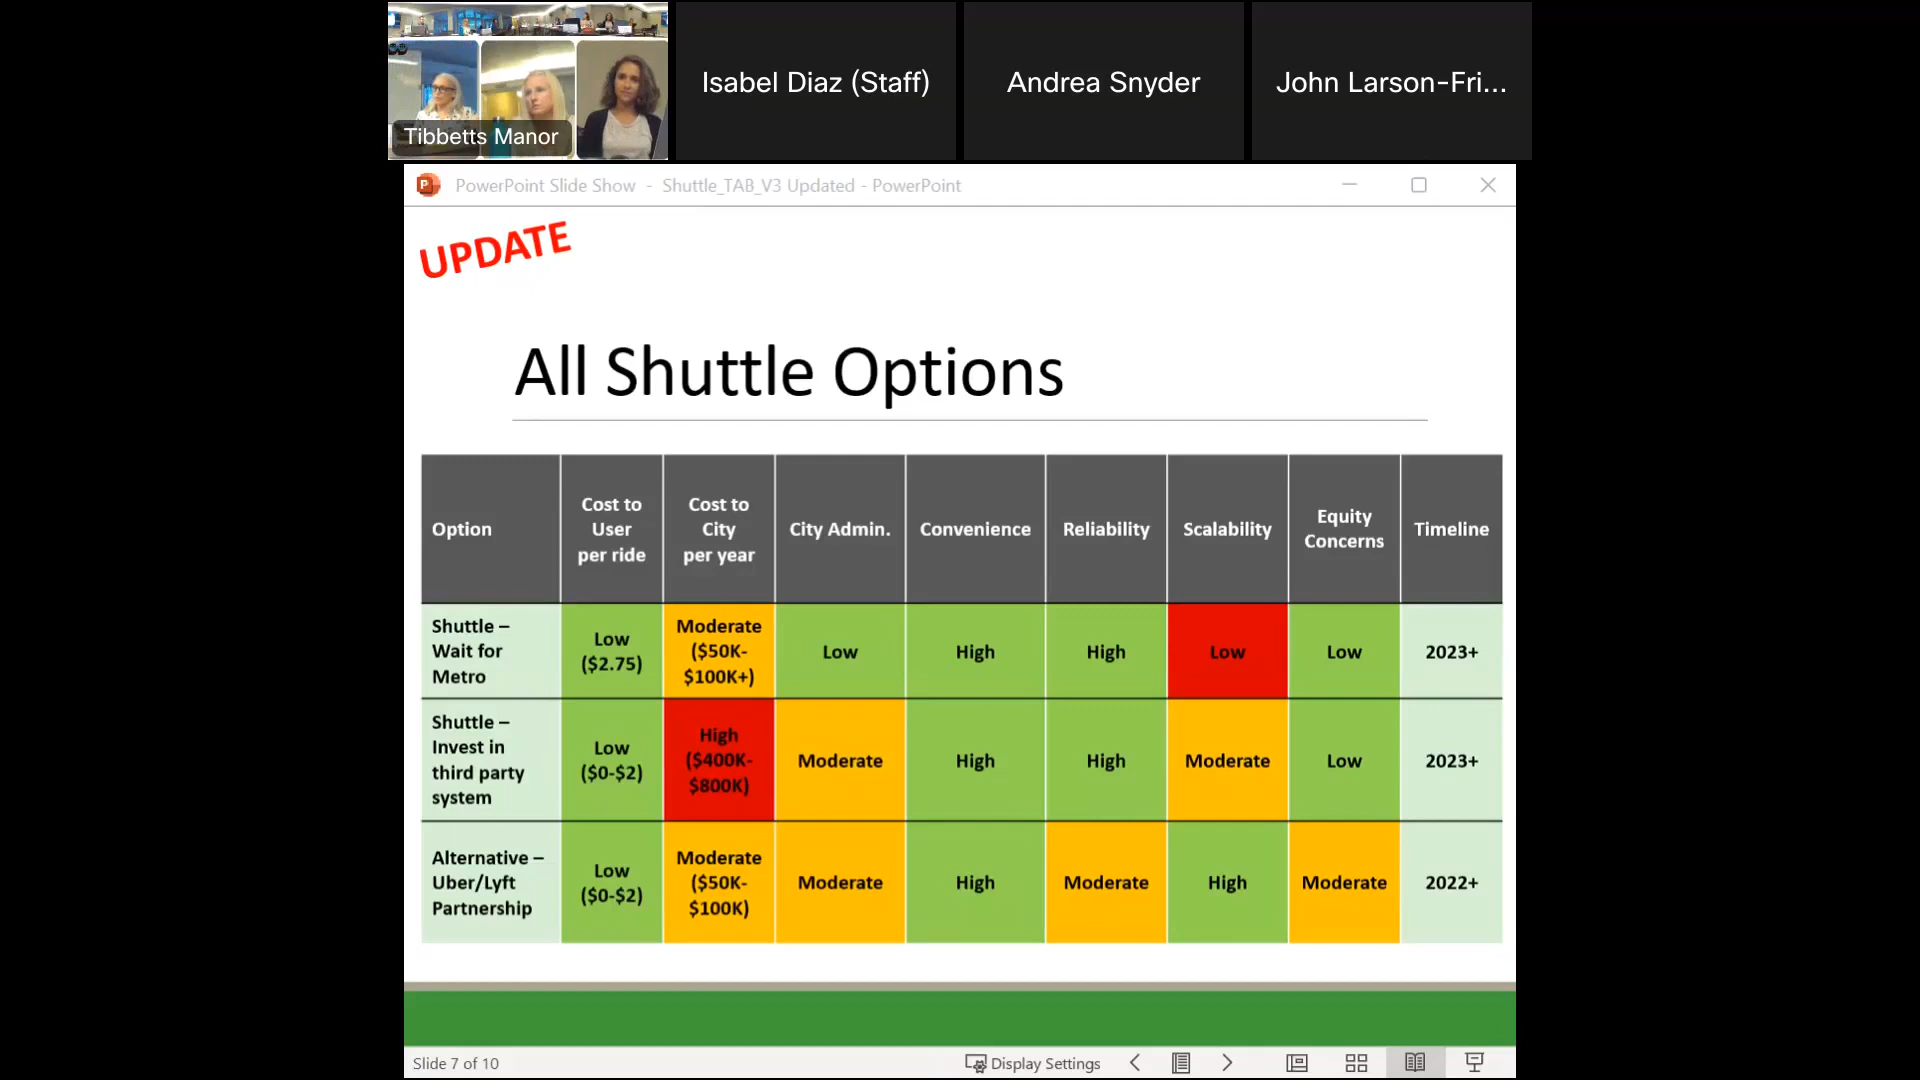 Tibbetts Manor
Isabel Diaz (Staff)
Andrea Snyder
John Larson-Fri...
PowerPoint Slide Show - Shuttle_TAB_V3 Updated - PowerPoint
UPDATE
All Shuttle Options
Option
Cost to
User
per ride
Cost to
City
per year
City Admin.
Convenience
Reliability
Scalability
Equity
Concerns
Timeline
Shuttle –
Wait for
Metro
Low
($2.75)
Moderate
($50K-
$100K+)
Low
High
High
Low
Low
2023+
Shuttle –
Invest in
third party
system
Low
($0-$2)
High
($400K-
$800K)
Moderate
High
High
Moderate
Low
2023+
Alternative –
Uber/Lyft
Partnership
Low
($0-$2)
Moderate
($50K-
$100K)
Moderate
High
Moderate
High
Moderate
2022+
Slide 7 of 10
Display Settings